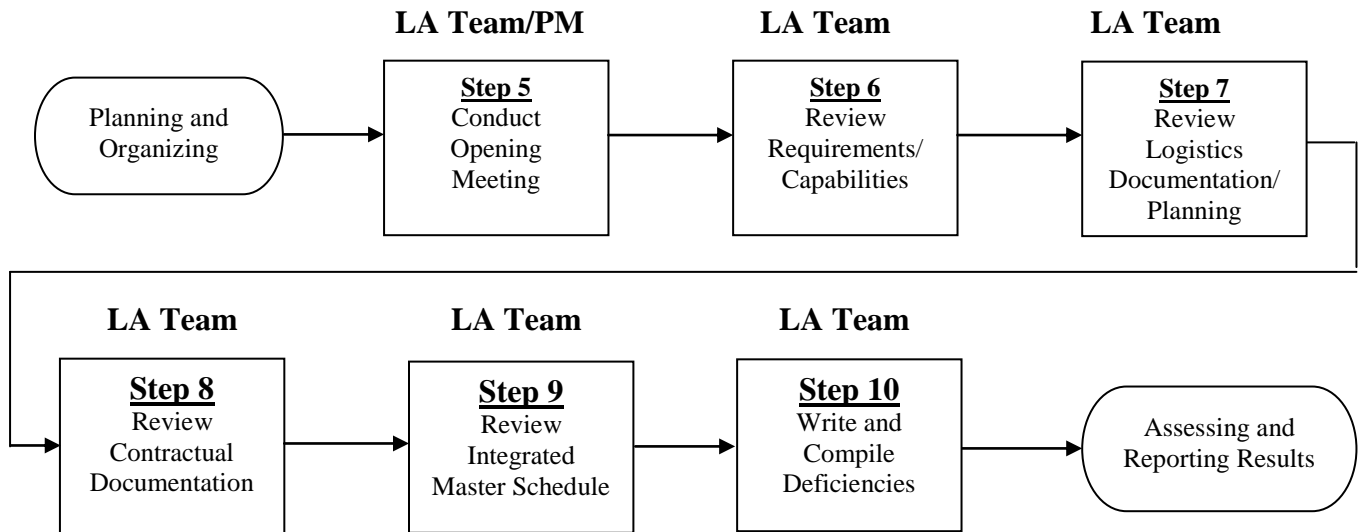 LA Team/PM
LA Team
LA Team
Planning and
Organizing
Step 5
Conduct
Opening
Meeting
Step 6
Review
Requirements/
Capabilities
Step 7
Review
Logistics
Documentation/
Planning
LA Team
LA Team
LA Team
Step 8
Review
Contractual
Documentation
Step 9
Review
Integrated
Master Schedule
Step 10
Write and
Compile
Deficiencies
Assessing and
Reporting Results